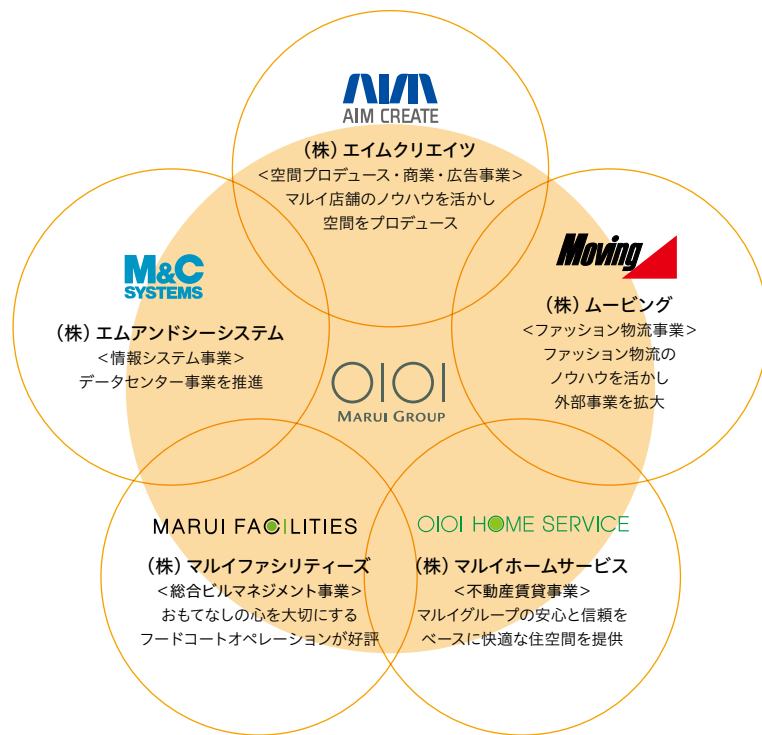 AIM CREATE
(株)エイムクリエイツ
<空間プロデュース・商業・広告事業>
マルイ店舗のノウハウを活かし
空間をプロデュース
Moving
(株)ムービング
<ファッション物流事業>
ファッション物流の
ノウハウを活かし
外部事業を拡大
M&C
SYSTEMS
(株)エムアンドシーシステム
<情報システム事業>
データセンター事業を推進
OIOI
MARUI GROUP
MARUI FACILITIES
(株)マルイファシリティーズ
<総合ビルマネジメント事業>
おもてなしの心を大切にする
フードコートオペレーションが好評
OIOI HOME SERVICE
(株)マルイホームサービス
<不動産賃貸事業>
マルイグループの安心と信頼を
ベースに快適な住空間を提供